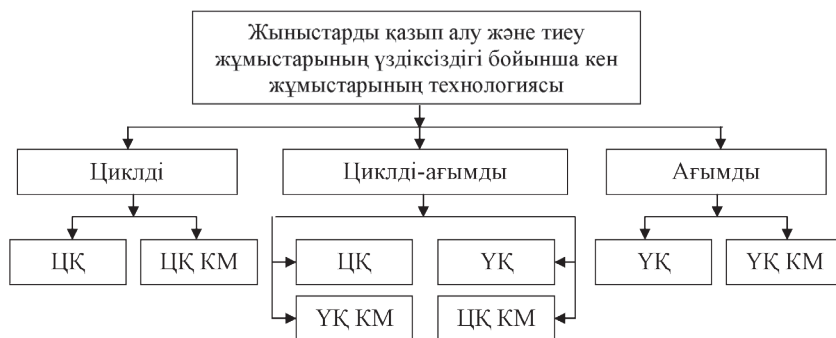 Жыныстарды қазып алу және тиеу
жұмыстарының үздіксіздігі бойынша кен
жұмыстарының технологиясы
Циклді
Циклді-ағымды
Ағымды
ЦҚ
ЦҚ КМ
ЦҚ
ҮҚ
ҮҚ
ҮҚ КМ
ҮҚ КМ
ЦҚ КМ